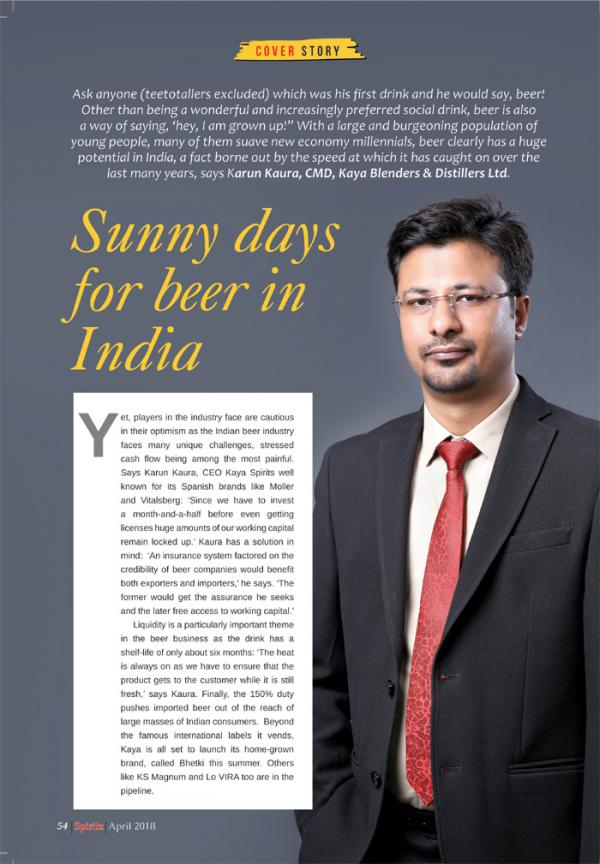 COVER STORY
Ask anyone (teetotallers excluded) which was his first drink and he would say, beer!
Other than being a wonderful and increasingly preferred social drink, beer is also
a way of saying, ‘hey, I am grown up!” With a large and burgeoning population of
young people, many of them suave new economy millennials, beer clearly has a huge
potential in India, a fact borne out by the speed at which it has caught on over the
last many years, says Karun Kaura, CMD, Kaya Blenders & Distillers Ltd.
Sunny days
for beer in
India
Yet, players in the industry face are cautious
in their optimism as the Indian beer industry
faces many unique challenges, stressed
cash flow being among the most painful.
Says Karun Kaura, CEO Kaya Spirits well
known for its Spanish brands like Moller
and Vitalsberg: ‘Since we have to invest
a month-and-a-half before even getting
licenses huge amounts of our working capital
remain locked up.’ Kaura has a solution in
mind: ‘An insurance system factored on the
credibility of beer companies would benefit
both exporters and importers,’ he says. ‘The
former would get the assurance he seeks
and the later free access to working capital.’
Liquidity is a particularly important theme
in the beer business as the drink has a
shelf-life of only about six months: ‘The heat
is always on as we have to ensure that the
product gets to the customer while it is still
fresh,’ says Kaura. Finally, the 150% duty
pushes imported beer out of the reach of
large masses of Indian consumers. Beyond
the famous international labels it vends,
Kaya is all set to launch its home-grown
brand, called Bhetki this summer. Others
like KS Magnum and Lo VIRA too are in the
pipeline.
54 |Spiritz| April 2018